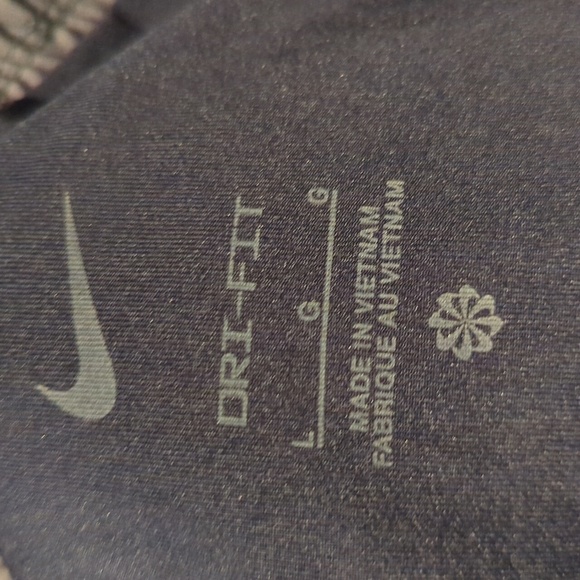 DRI-FIT
L G G
MADE IN VIETNAM
FABRIQUE AU VIETNAM